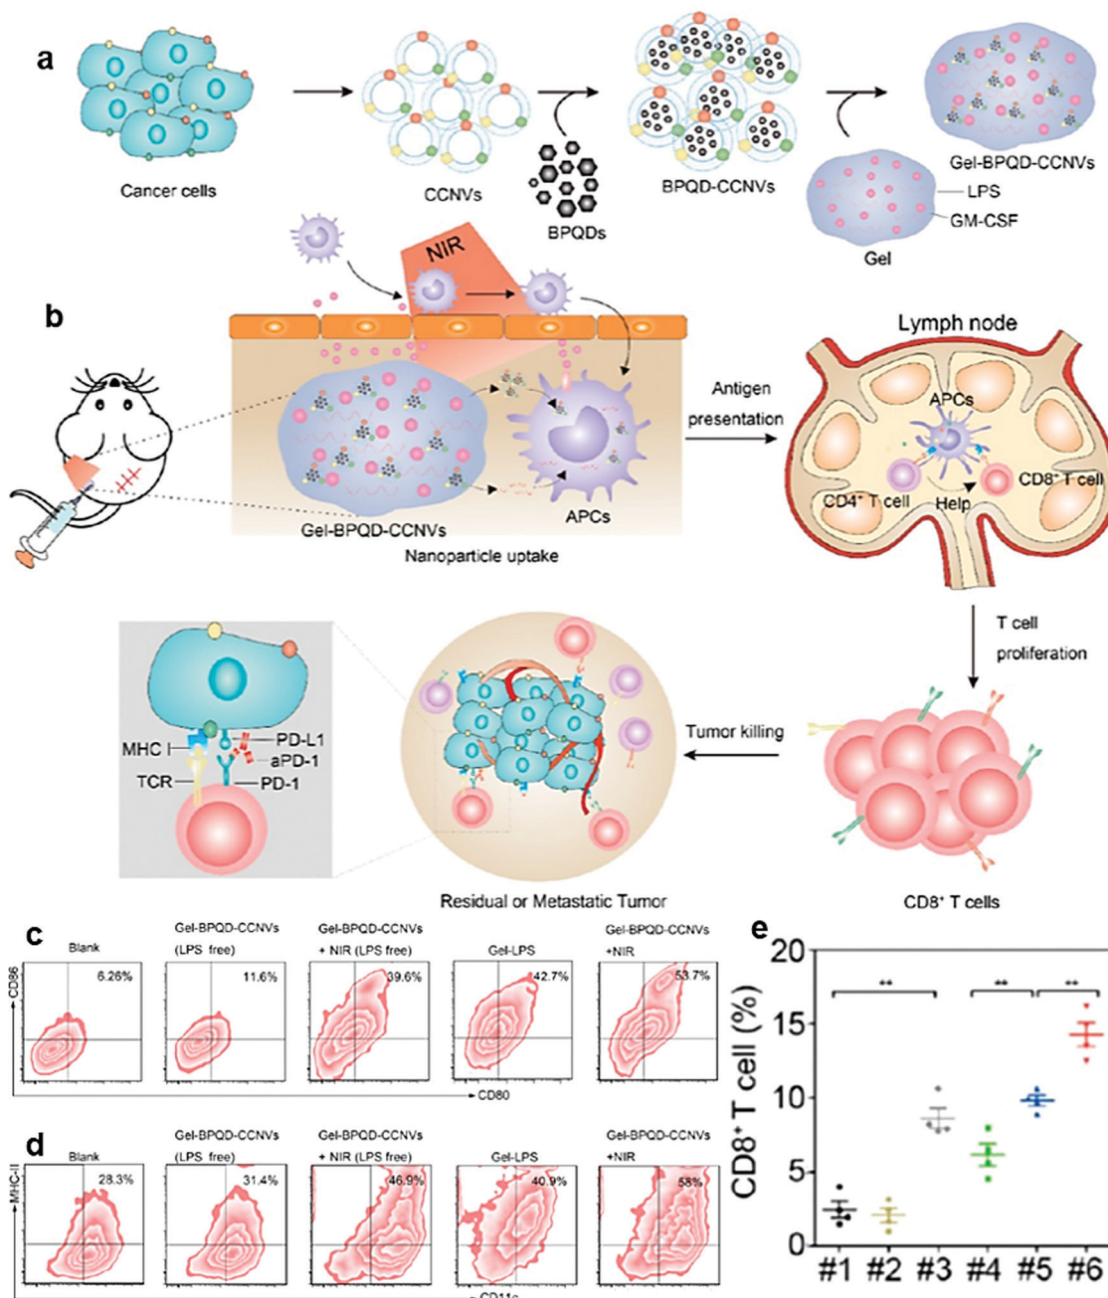 a
Cancer cells
CCNVs
BPQDs
BPQD-CCNVs
Gel-BPQD-CCNVs
LPS
GM-CSF
Gel
b
NIR
Gel-BPQD-CCNVs
APCs
Nanoparticle uptake
Antigen
presentation
Lymph node
APCs
CD4⁺ T cell
Help
CD8⁺ T cell
T cell
proliferation
MHC I
TCR
PD-L1
aPD-1
PD-1
Tumor killing
Residual or Metastatic Tumor
CD8⁺ T cells
c
Blank
Gel-BPQD-CCNVs
(LPS free)
Gel-BPQD-CCNVs
+ NIR (LPS free)
Gel-LPS
Gel-BPQD-CCNVs
+NIR
CD86
6.26%
11.6%
39.6%
42.7%
53.7%
CD80
d
Blank
Gel-BPQD-CCNVs
(LPS free)
Gel-BPQD-CCNVs
+ NIR (LPS free)
Gel-LPS
Gel-BPQD-CCNVs
+NIR
MHC-II
28.3%
31.4%
46.9%
40.9%
58%
CD11c
e
CD8⁺ T cell (%)
20
15
10
5
0
** ** **
#1 #2 #3 #4 #5 #6